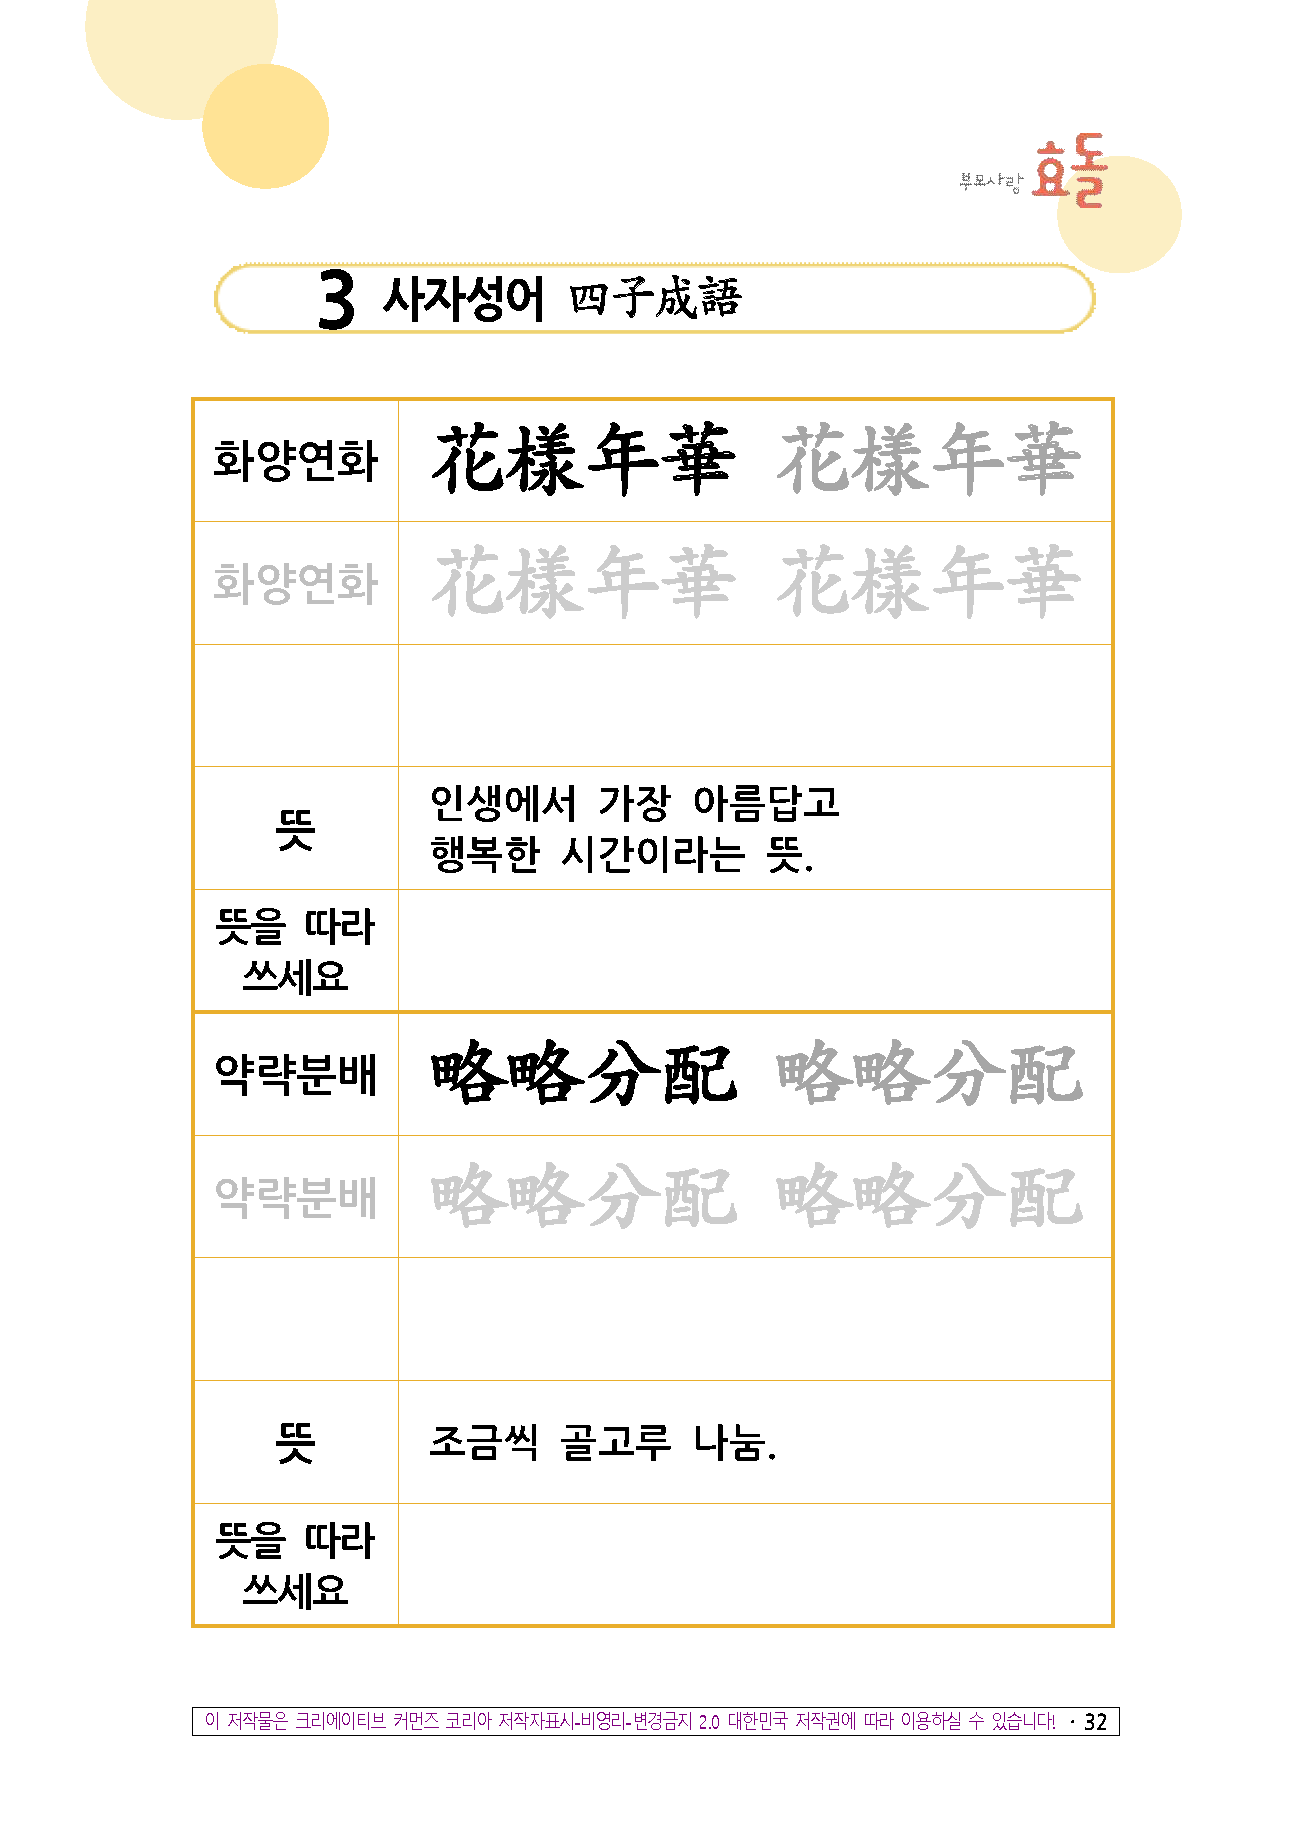 부모사랑 효돌
3 사자성어 四子成語
화양연화 花樣年華 花樣年華
화양연화 花樣年華 花樣年華
뜻 인생에서 가장 아름답고
행복한 시간이라는 뜻.
뜻을 따라
쓰세요
약략분배 略略分配 略略分配
약략분배 略略分配 略略分配
뜻 조금씩 골고루 나눔.
뜻을 따라
쓰세요
이 저작물은 크리에이티브 커먼즈 코리아 저작자표시-비영리-변경금지 2.0 대한민국 저작권에 따라 이용하실 수 있습니다! · 32